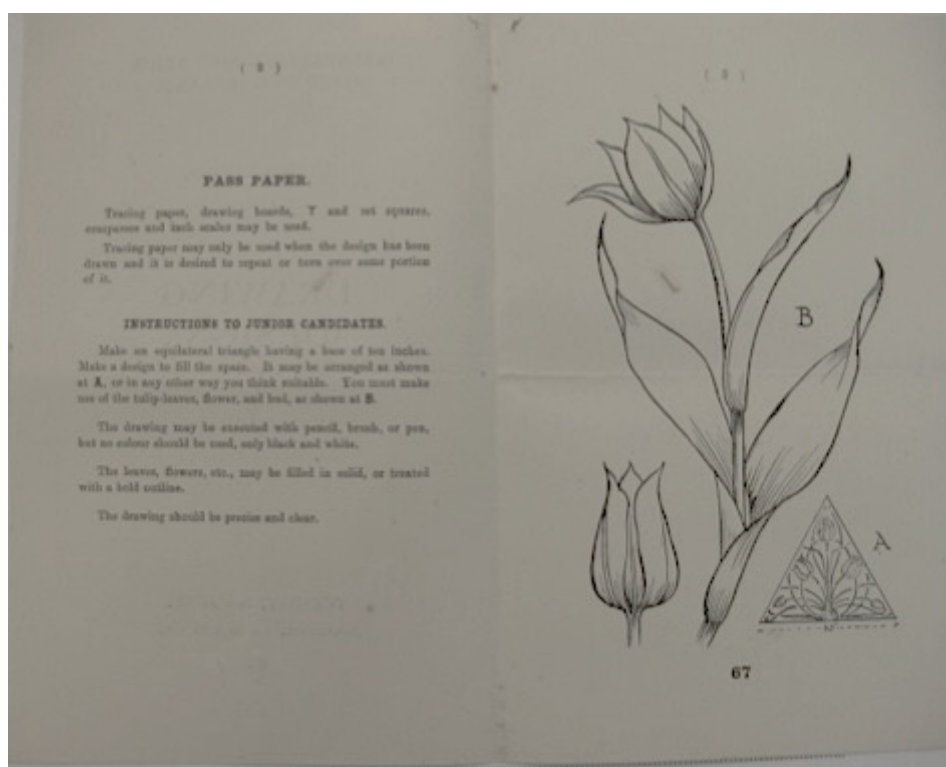 ( 2 )
PASS PAPER.
Tracing paper, drawing boards, T and set squares,
compasses and inch scales may be used.
Tracing paper may only be used when the design has been
drawn and it is desired to repeat or turn over some portion
of it.
INSTRUCTIONS TO JUNIOR CANDIDATES.
Make an equilateral triangle having a base of ten inches.
Make a design to fill the space. It may be arranged as shown
at A, or in any other way you think suitable. You must make
use of the tulip-leaves, flower, and bud, as shown at B.
The drawing may be executed with pencil, brush, or pen,
but no colour should be used, only black and white.
The leaves, flowers, etc., may be filled in solid, or treated
with a bold outline.
The drawing should be precise and clear.
( 3 )
B
A
67